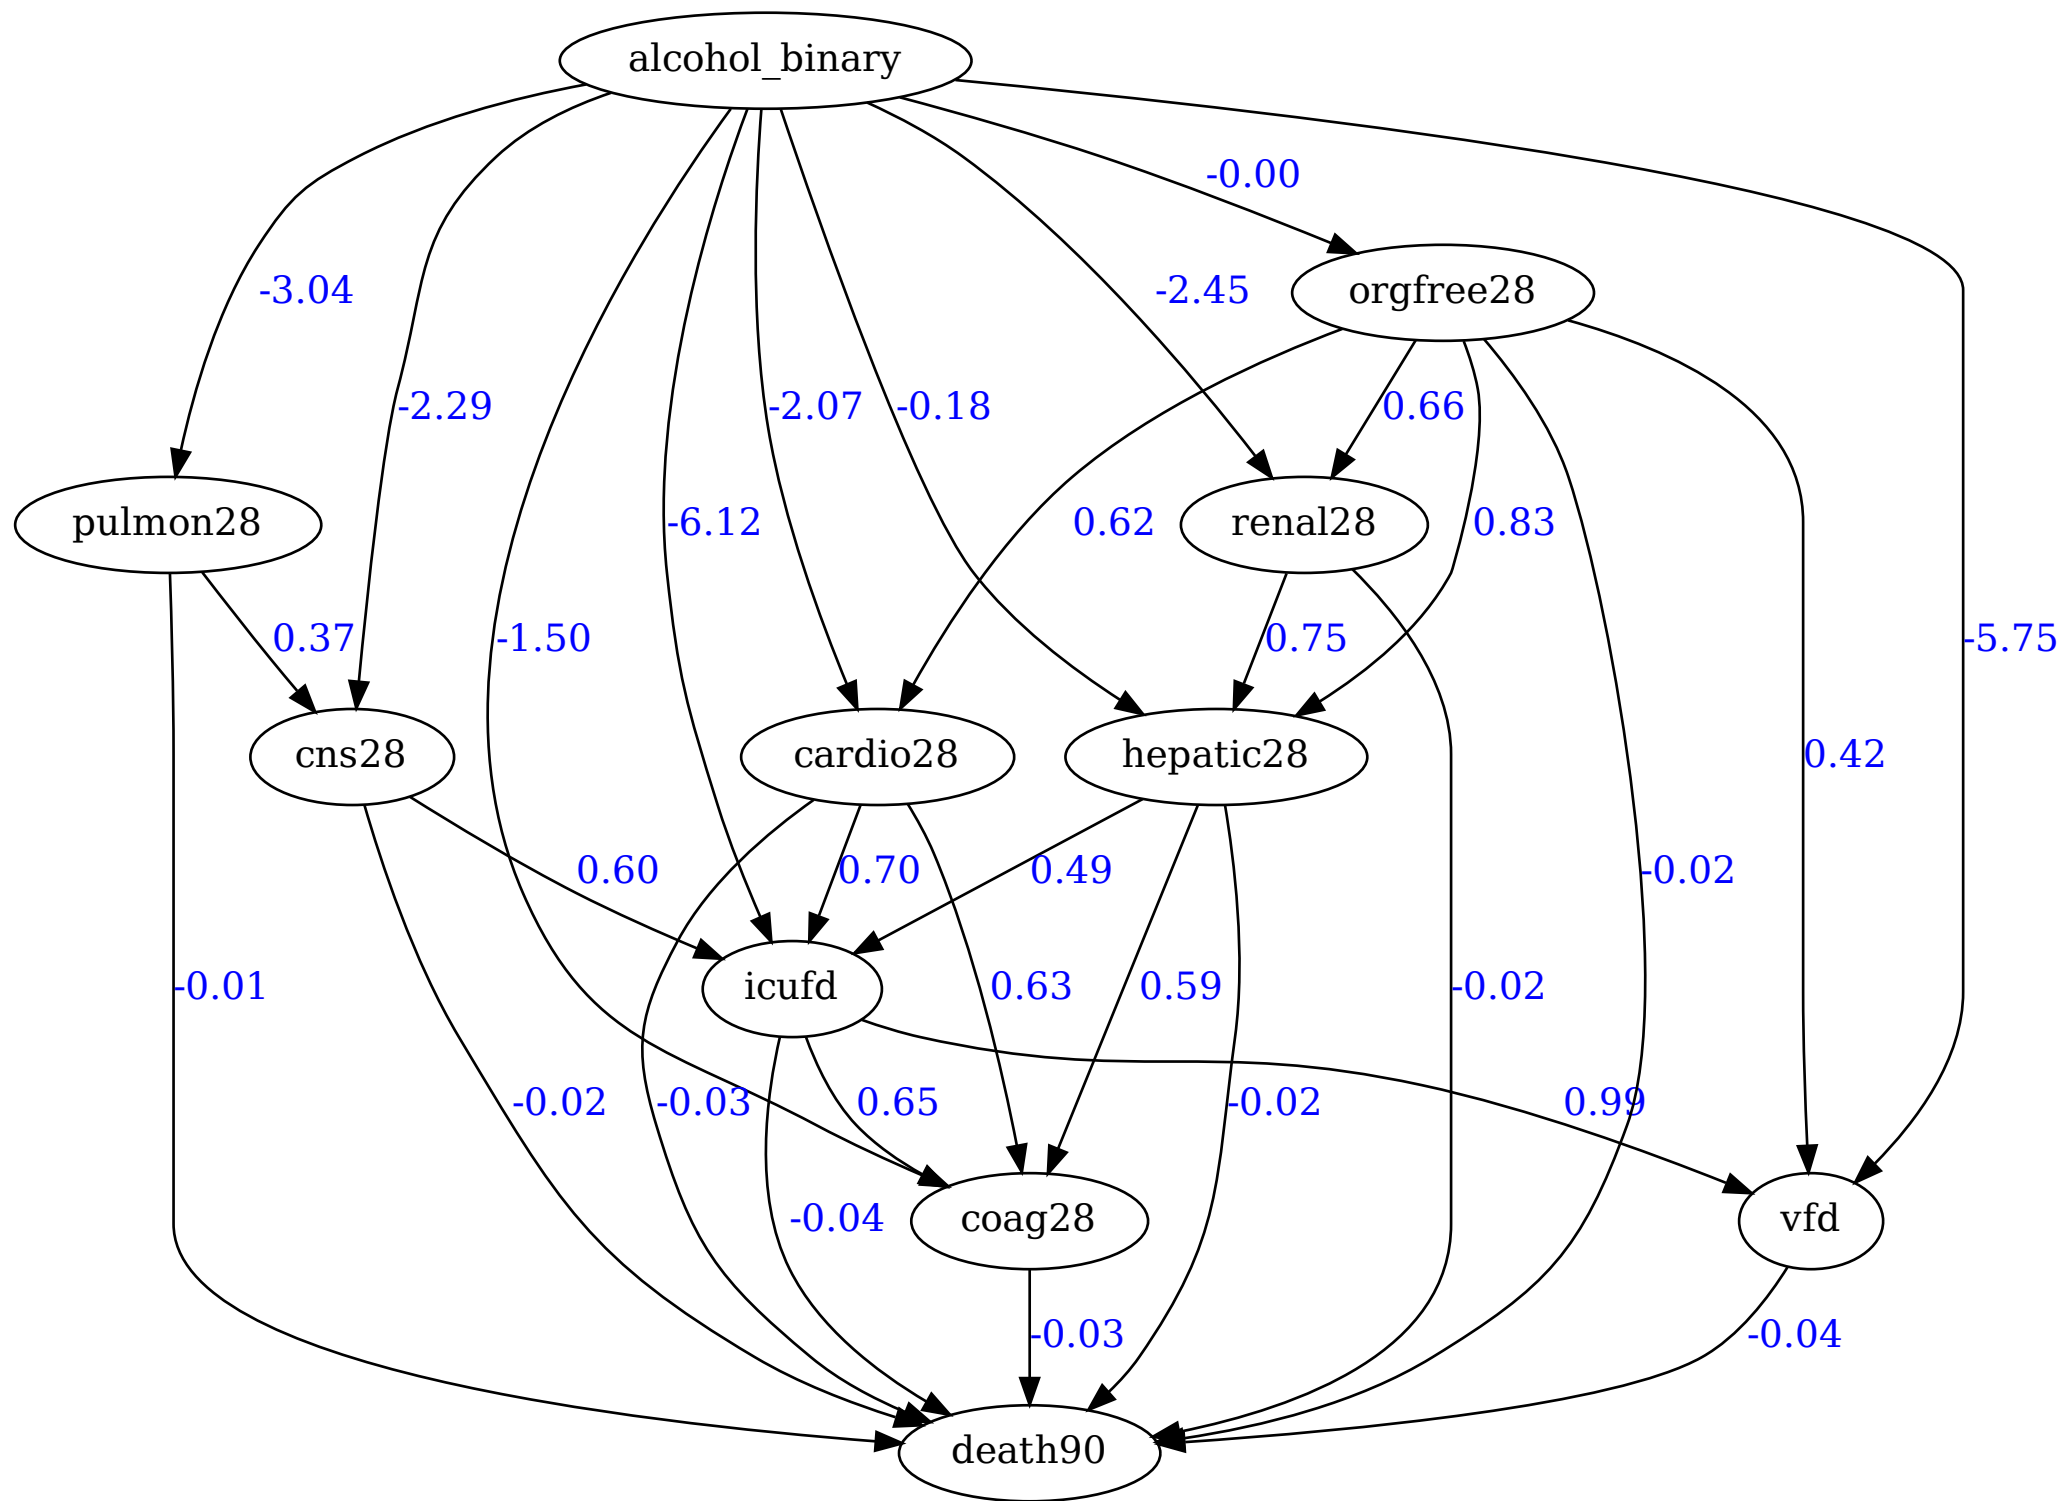 alcohol_binary
-0.00
-3.04
-2.45
orgfree28
-2.29
-2.07
-0.18
0.66
pulmon28
-6.12
0.62
renal28
0.83
0.37
-1.50
0.75
-5.75
cns28
cardio28
hepatic28
0.42
0.60
0.70
0.49
-0.02
-0.01
icufd
0.63
0.59
-0.02
-0.02
-0.03
0.65
-0.02
0.99
-0.04
coag28
vfd
-0.03
-0.04
death90